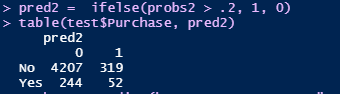 > pred2 =  ifelse(probs2 > .2, 1, 0)
> table(test$Purchase, pred2)
     pred2
         0    1
  No  4207  319
  Yes  244   52